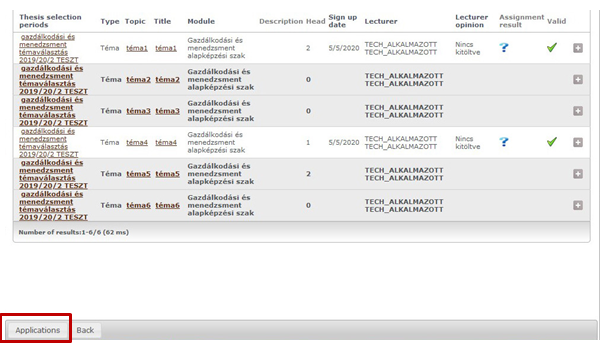 Thesis selection periods Type Topic Title Module Description Head Sign up date Lecturer Lecturer opinion Assignment result Valid
gazdálkodási és menedzsment témaválasztás 2019/20/2 TESZT Téma téma1 téma1 Gazdálkodási és menedzsment alapképzési szak 2 5/5/2020 TECH_ALKALMAZOTT TECH_ALKALMAZOTT Nincs kitöltve
gazdálkodási és menedzsment témaválasztás 2019/20/2 TESZT Téma téma2 téma2 Gazdálkodási és menedzsment alapképzési szak 0 TECH_ALKALMAZOTT TECH_ALKALMAZOTT
gazdálkodási és menedzsment témaválasztás 2019/20/2 TESZT Téma téma3 téma3 Gazdálkodási és menedzsment alapképzési szak 0 TECH_ALKALMAZOTT TECH_ALKALMAZOTT
gazdálkodási és menedzsment témaválasztás 2019/20/2 TESZT Téma téma4 téma4 Gazdálkodási és menedzsment alapképzési szak 1 5/5/2020 TECH_ALKALMAZOTT TECH_ALKALMAZOTT Nincs kitöltve
gazdálkodási és menedzsment témaválasztás 2019/20/2 TESZT Téma téma5 téma5 Gazdálkodási és menedzsment alapképzési szak 2 TECH_ALKALMAZOTT TECH_ALKALMAZOTT
gazdálkodási és menedzsment témaválasztás 2019/20/2 TESZT Téma téma6 téma6 Gazdálkodási és menedzsment alapképzési szak 0 TECH_ALKALMAZOTT TECH_ALKALMAZOTT
Number of results:1-6/6 (62 ms)
Applications Back